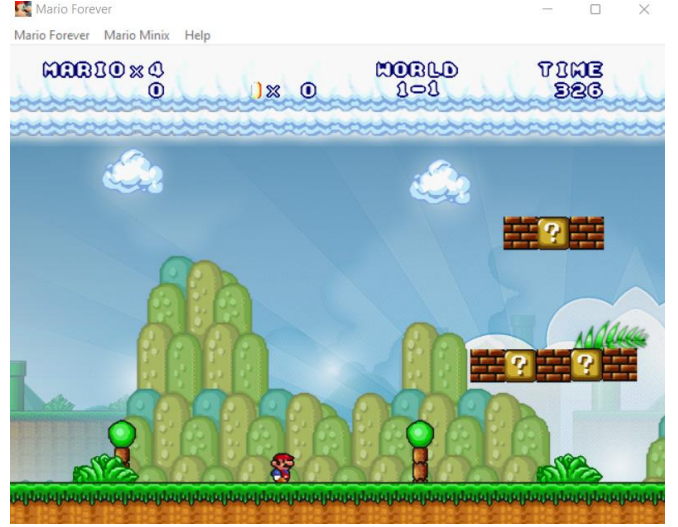 Mario Forever
Mario Forever Mario Minix Help
MARIO × 4 WORLD TIME
0 × 0 1-1 326
?
? ?